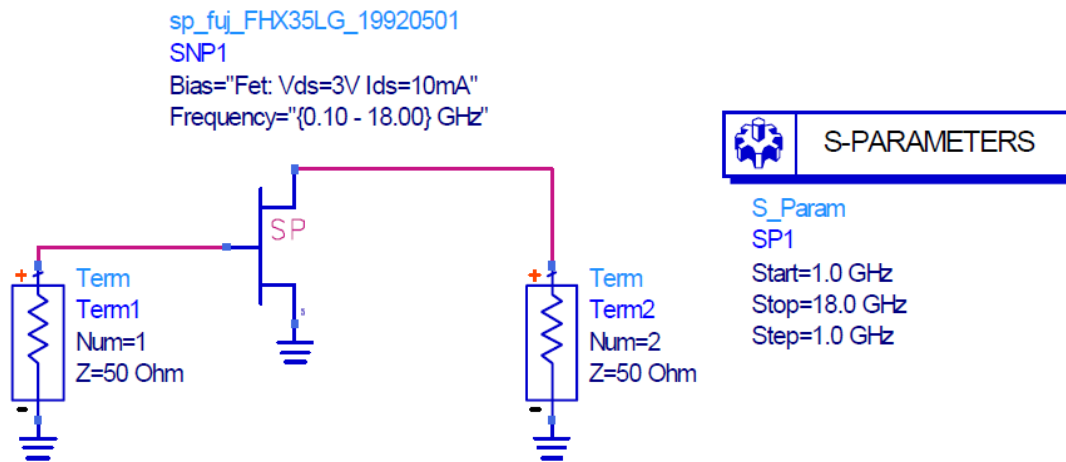 sp_fuj_FHX35LG_19920501
SNP1
Bias="Fet: Vds=3V Ids=10mA"
Frequency="{0.10 - 18.00} GHz"
SP
s
+
Term
Term1
Num=1
Z=50 Ohm
-
+
Term
Term2
Num=2
Z=50 Ohm
-
S-PARAMETERS
S_Param
SP1
Start=1.0 GHz
Stop=18.0 GHz
Step=1.0 GHz